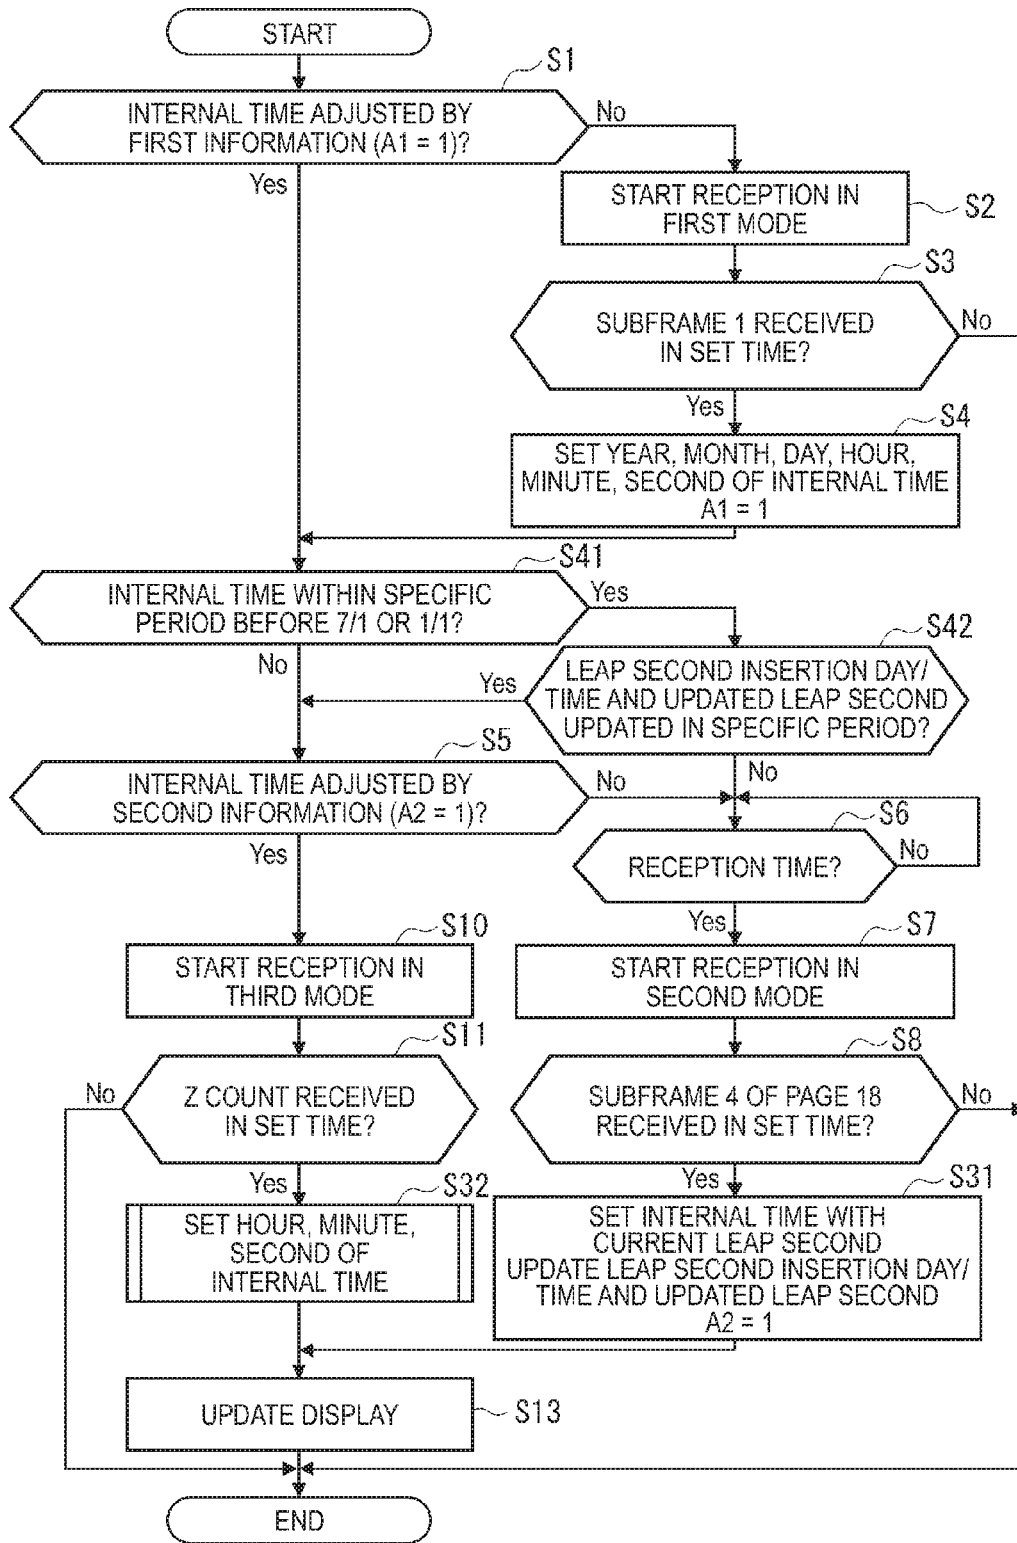 START
S1
INTERNAL TIME ADJUSTED BY
FIRST INFORMATION (A1 = 1)?
No
Yes
START RECEPTION IN
FIRST MODE
S2
S3
SUBFRAME 1 RECEIVED
IN SET TIME?
No
Yes
S4
SET YEAR, MONTH, DAY, HOUR,
MINUTE, SECOND OF INTERNAL TIME
A1 = 1
S41
INTERNAL TIME WITHIN SPECIFIC
PERIOD BEFORE 7/1 OR 1/1?
Yes
No
S42
LEAP SECOND INSERTION DAY/
TIME AND UPDATED LEAP SECOND
UPDATED IN SPECIFIC PERIOD?
Yes
No
S5
INTERNAL TIME ADJUSTED BY
SECOND INFORMATION (A2 = 1)?
No
Yes
S6
RECEPTION TIME?
No
Yes
S10
START RECEPTION IN
THIRD MODE
S7
START RECEPTION IN
SECOND MODE
S11
Z COUNT RECEIVED
IN SET TIME?
No
Yes
S8
SUBFRAME 4 OF PAGE 18
RECEIVED IN SET TIME?
No
Yes
S32
SET HOUR, MINUTE,
SECOND OF
INTERNAL TIME
S31
SET INTERNAL TIME WITH
CURRENT LEAP SECOND
UPDATE LEAP SECOND INSERTION DAY/
TIME AND UPDATED LEAP SECOND
A2 = 1
UPDATE DISPLAY
S13
END